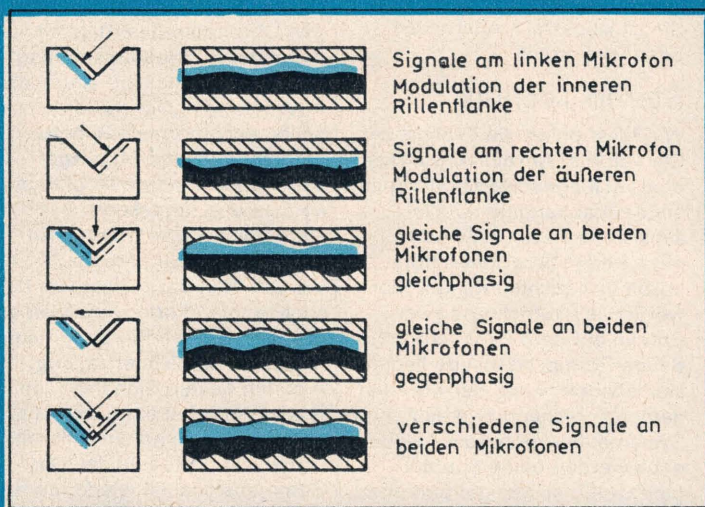 Signale am linken Mikrofon
Modulation der inneren
Rillenflanke
Signale am rechten Mikrofon
Modulation der äußeren
Rillenflanke
gleiche Signale an beiden
Mikrofonen
gleichphasig
gleiche Signale an beiden
Mikrofonen
gegenphasig
verschiedene Signale an
beiden Mikrofonen